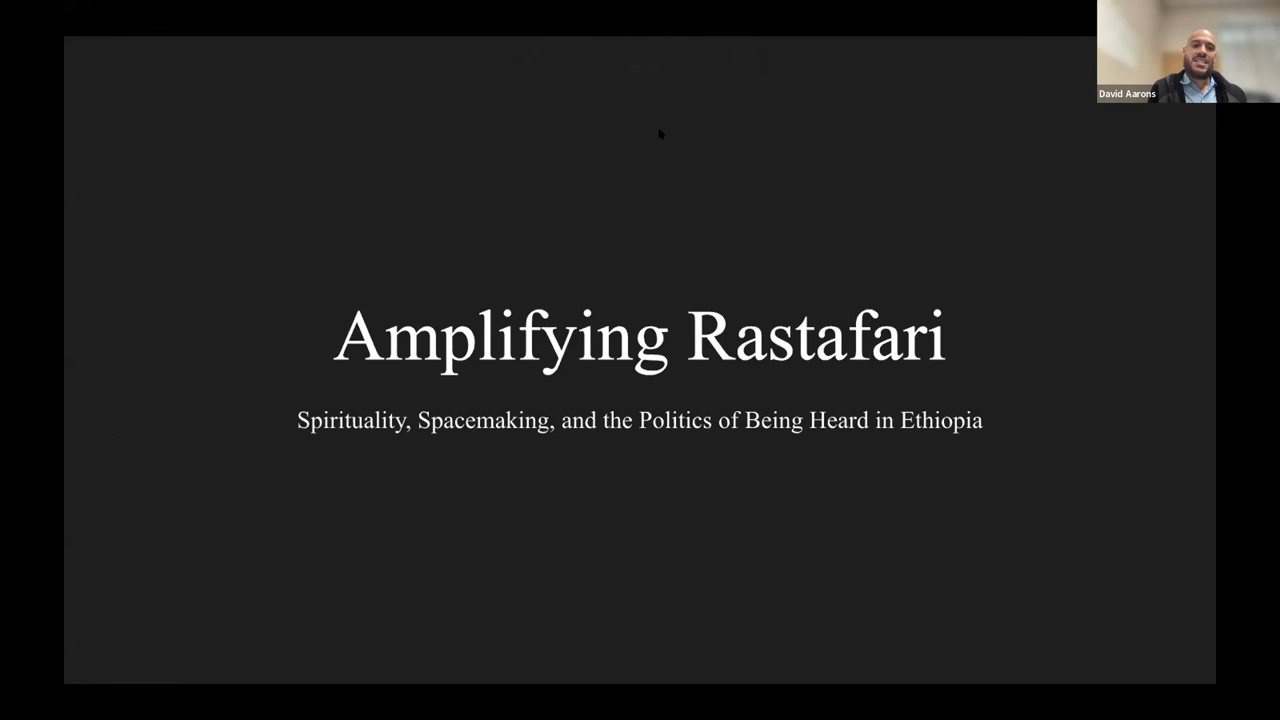 David Aarons
Amplifying Rastafari
Spirituality, Spacemaking, and the Politics of Being Heard in Ethiopia